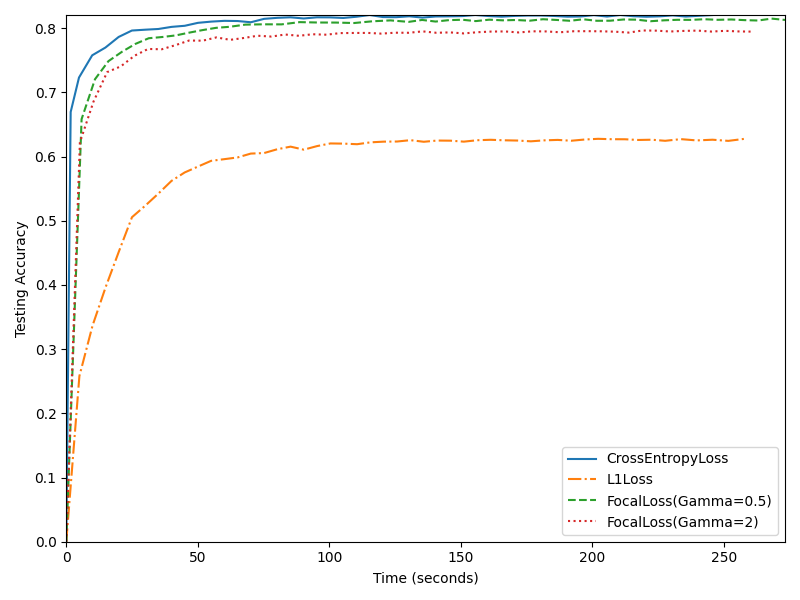 0.8
0.7
0.6
0.5
0.4
0.3
0.2
0.1
0.0
Testing Accuracy
0 50 100 150 200 250
Time (seconds)
CrossEntropyLoss
L1Loss
FocalLoss(Gamma=0.5)
FocalLoss(Gamma=2)